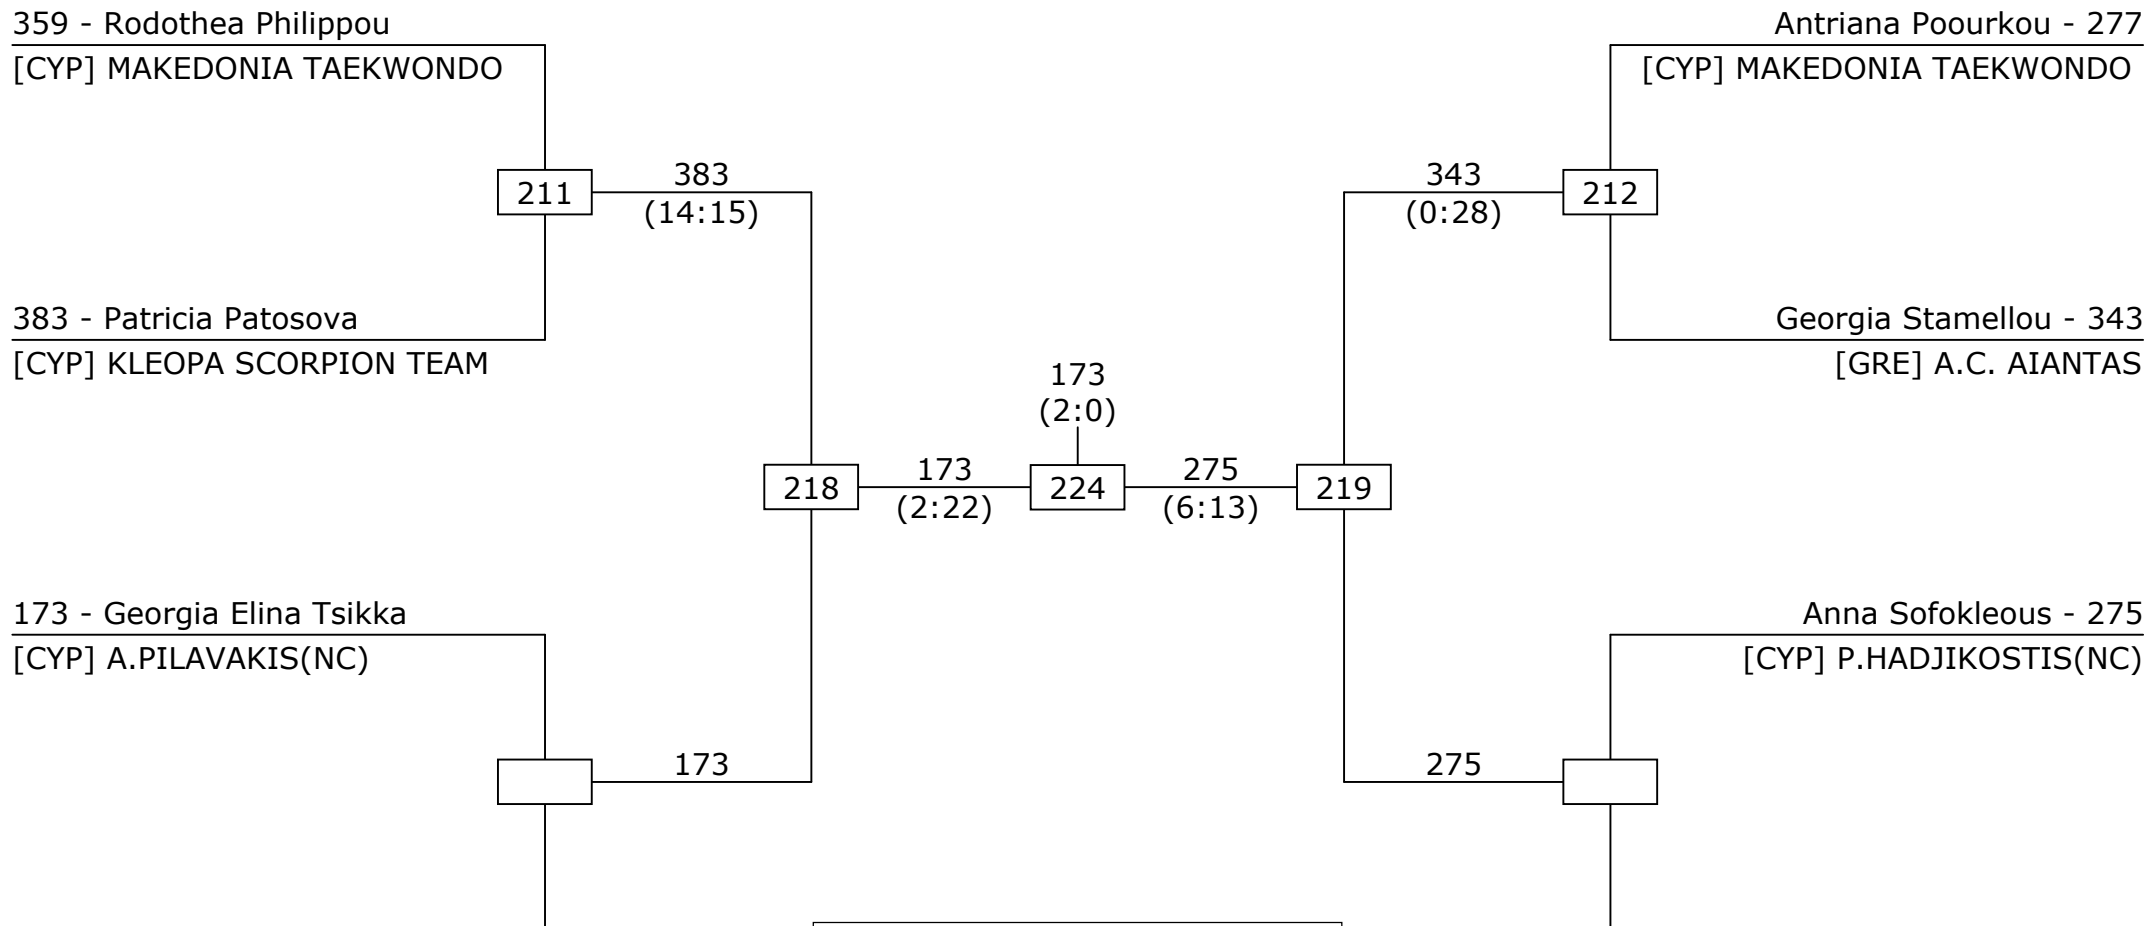 359 - Rodothea Philippou
[CYP] MAKEDONIA TAEKWONDO
Antriana Poourkou - 277
[CYP] MAKEDONIA TAEKWONDO
211
383
(14:15)
343
(0:28)
212
383 - Patricia Patosova
[CYP] KLEOPA SCORPION TEAM
Georgia Stamellou - 343
[GRE] A.C. AIANTAS
173
(2:0)
218
173
(2:22)
224
275
(6:13)
219
173 - Georgia Elina Tsikka
[CYP] A.PILAVAKIS(NC)
Anna Sofokleous - 275
[CYP] P.HADJIKOSTIS(NC)
173
275